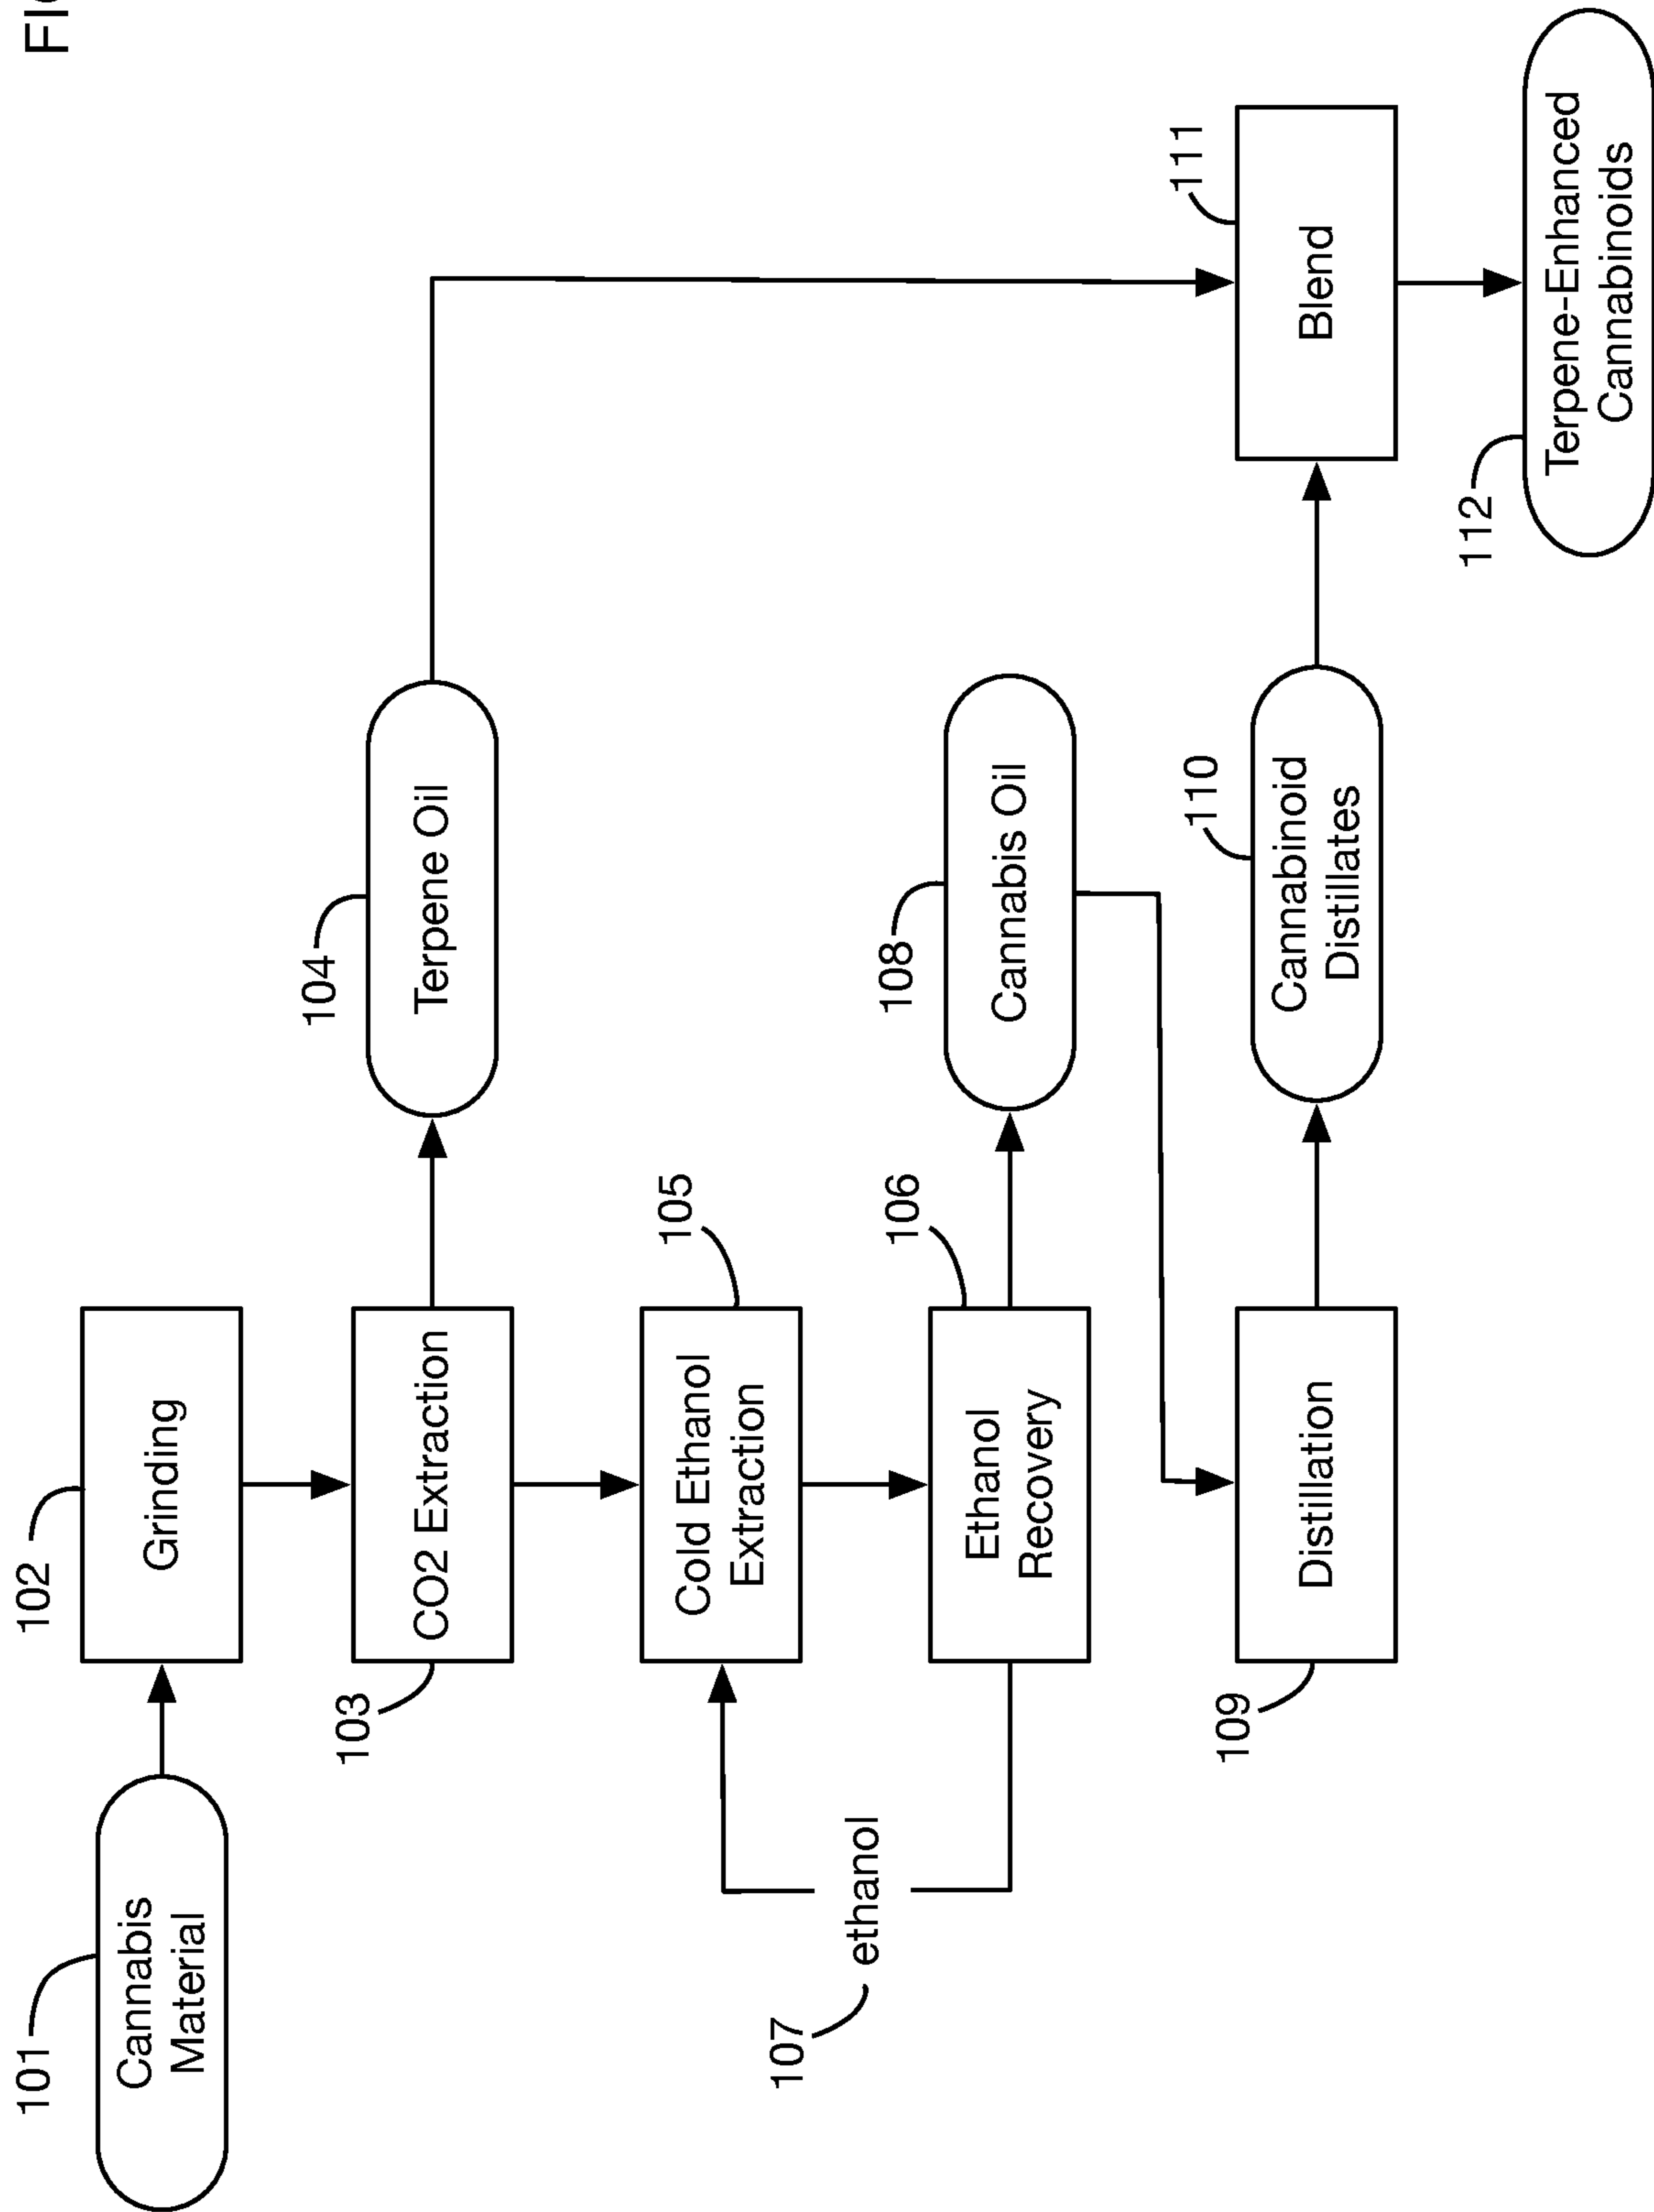 101
Cannabis
Material
102
Grinding
103
CO2 Extraction
104
Terpene Oil
105
Cold Ethanol
Extraction
107
ethanol
106
Ethanol
Recovery
108
Cannabis Oil
109
Distillation
110
Cannabinoid
Distillates
111
Blend
112
Terpene-Enhanced
Cannabinoids